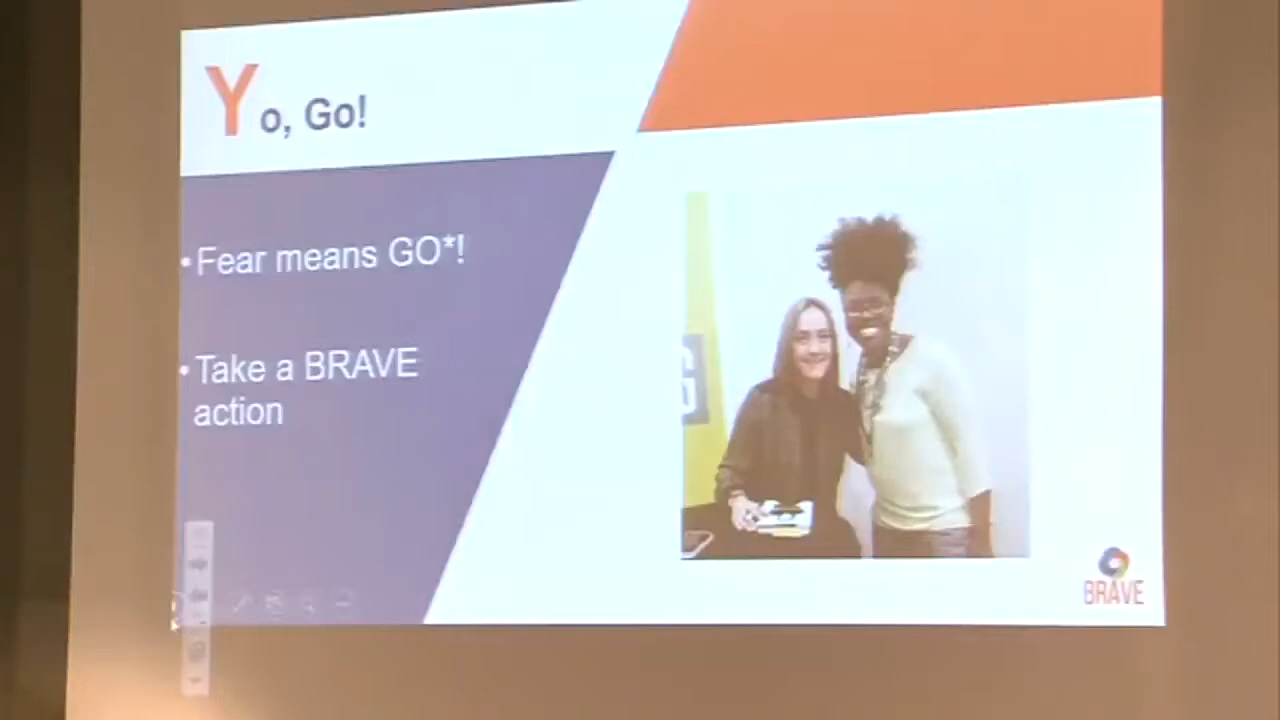 Yo, Go!
• Fear means GO*!
• Take a BRAVE
action
G
BRAVE